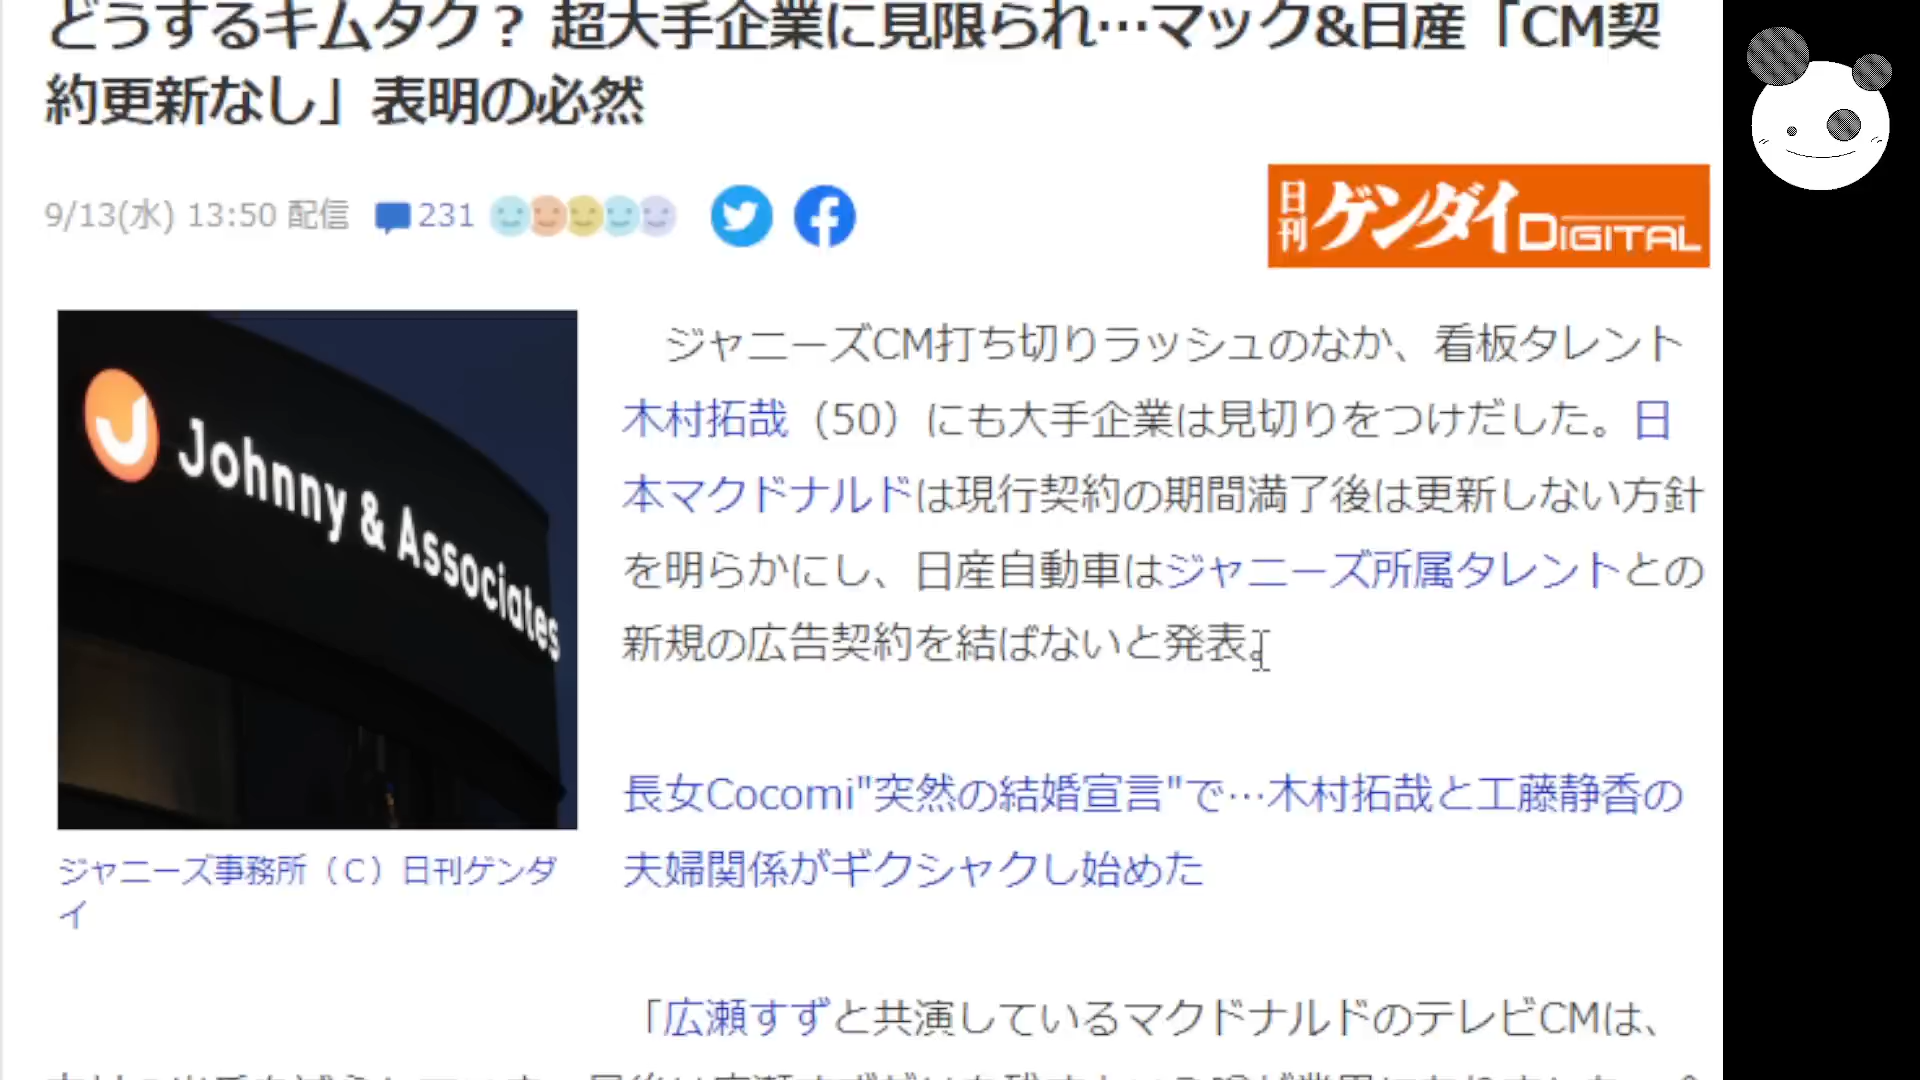 どうするキムタク？ 超大手企業に見限られ…マック&日産「CM契
約更新なし」表明の必然
9/13(水) 13:50 配信 231
日刊ゲンダイDIGITAL
Johnny & Associates
ジャニーズCM打ち切りラッシュのなか、看板タレント
木村拓哉（50）にも大手企業は見切りをつけだした。日
本マクドナルドは現行契約の期間満了後は更新しない方針
を明らかにし、日産自動車はジャニーズ所属タレントとの
新規の広告契約を結ばないと発表。
長女Cocomi"突然の結婚宣言"で…木村拓哉と工藤静香の
夫婦関係がギクシャクし始めた
ジャニーズ事務所（C）日刊ゲンダ
イ
「広瀬すずと共演しているマクドナルドのテレビCMは、